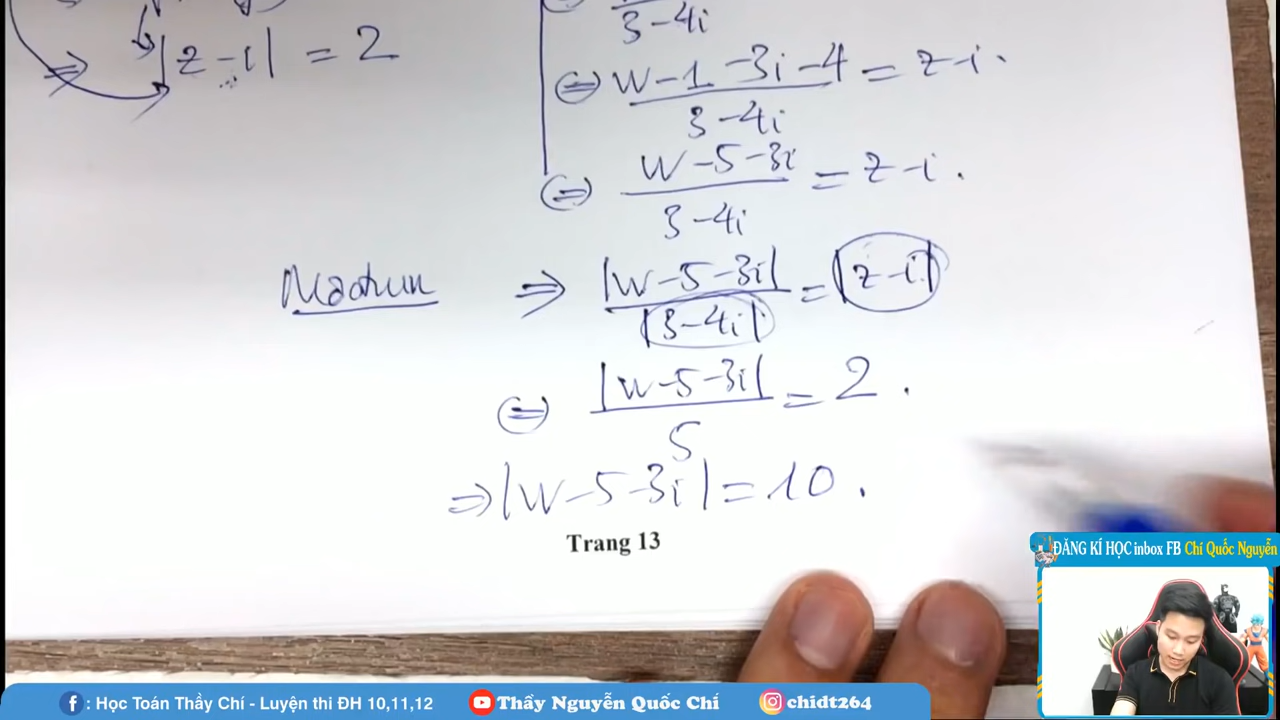 ⇒ |z-i| = 2
3-4i
⇔ w-1-3i-4 = z-i.
3-4i
⇔ w-5-3i = z-i.
3-4i
Modun ⇒ |w-5-3i| = |z-i|
|3-4i|
⇔ |w-5-3i| = 2.
5
⇒ |w-5-3i| = 10.
Trang 13
ĐĂNG KÍ HỌC inbox FB Chí Quốc Nguyễn
: Học Toán Thầy Chí - Luyện thi ĐH 10,11,12
Thầy Nguyễn Quốc Chí
chidt264